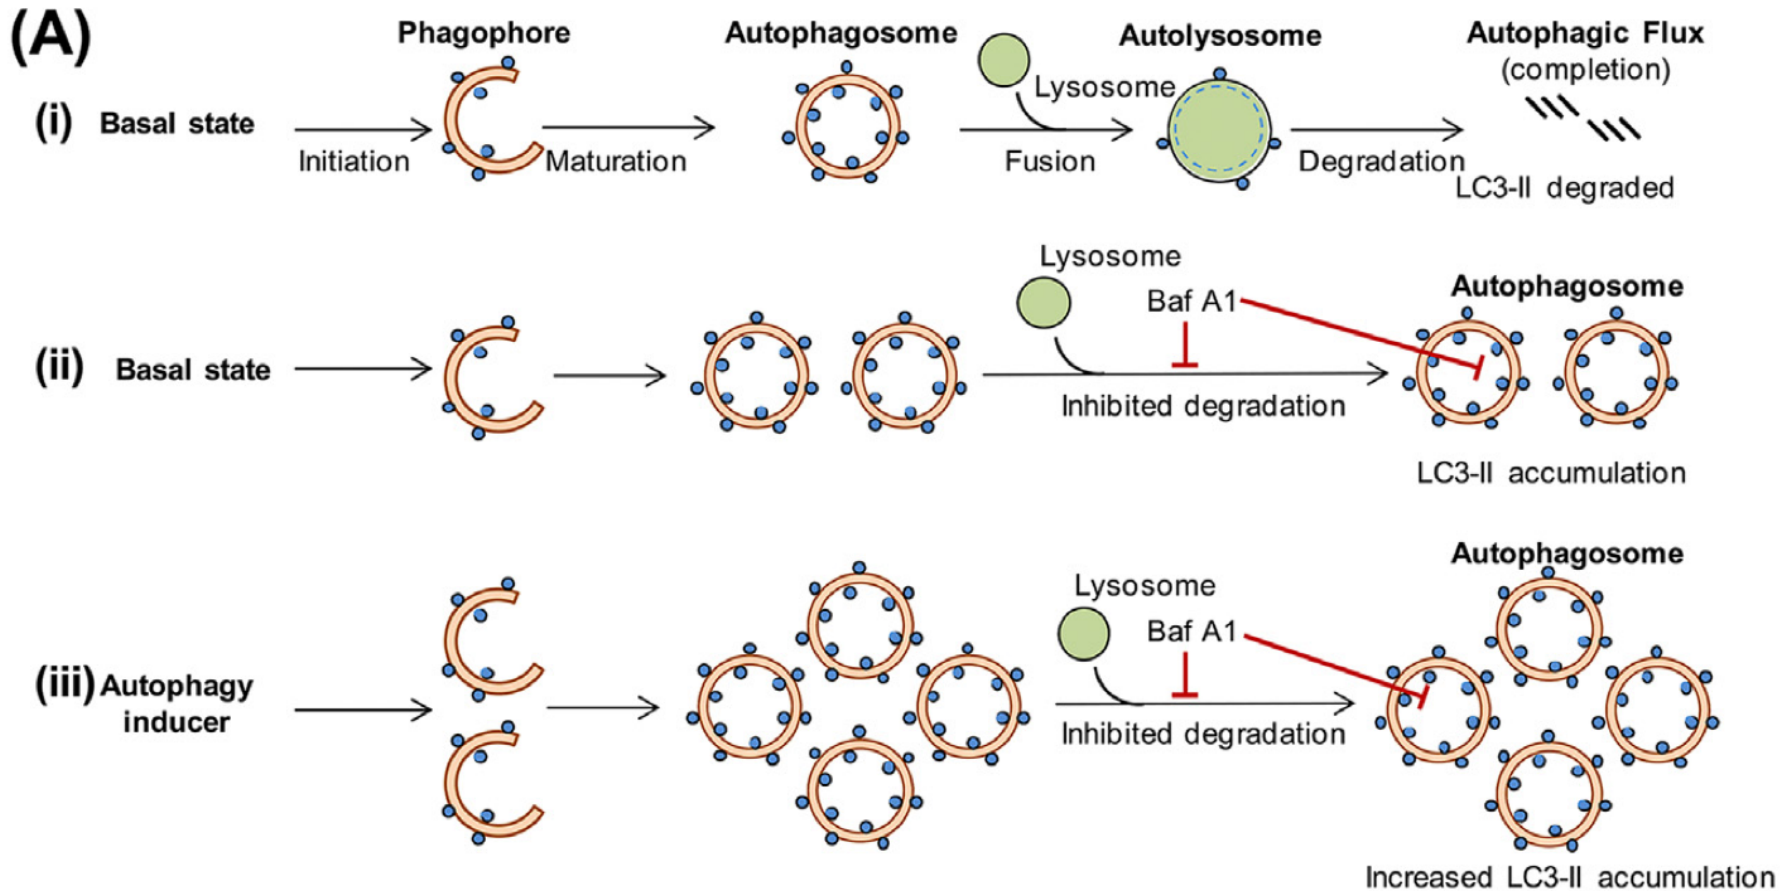 (A)
Phagophore
Autophagosome
Autolysosome
Autophagic Flux
(completion)
Lysosome
(i) Basal state
Initiation
Maturation
Fusion
Degradation
LC3-II degraded
Lysosome
Baf A1
Autophagosome
(ii) Basal state
Inhibited degradation
LC3-II accumulation
Autophagosome
Lysosome
Baf A1
(iii) Autophagy
inducer
Inhibited degradation
Increased LC3-II accumulation